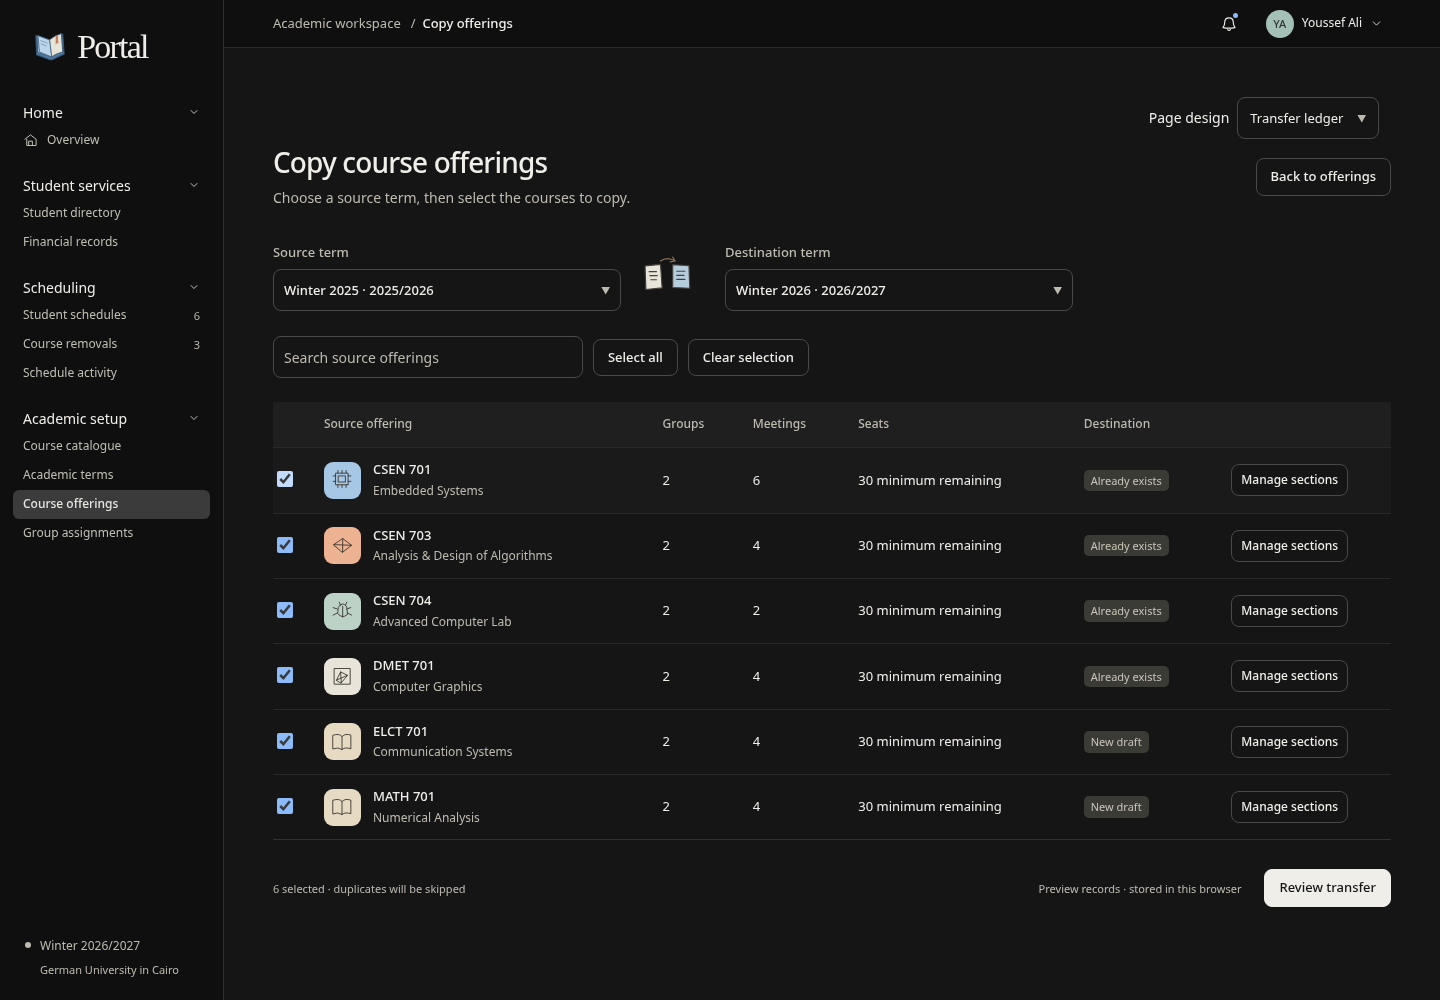 Portal
Home
Overview
Student services
Student directory
Financial records
Scheduling
Student schedules 6
Course removals 3
Schedule activity
Academic setup
Course catalogue
Academic terms
Course offerings
Group assignments
Winter 2026/2027
German University in Cairo
Academic workspace / Copy offerings
YA Youssef Ali
Page design Transfer ledger
Copy course offerings
Choose a source term, then select the courses to copy.
Back to offerings
Source term
Winter 2025 · 2025/2026
Destination term
Winter 2026 · 2026/2027
Search source offerings
Select all
Clear selection
Source offering Groups Meetings Seats Destination
CSEN 701
Embedded Systems
2 6 30 minimum remaining Already exists Manage sections
CSEN 703
Analysis & Design of Algorithms
2 4 30 minimum remaining Already exists Manage sections
CSEN 704
Advanced Computer Lab
2 2 30 minimum remaining Already exists Manage sections
DMET 701
Computer Graphics
2 4 30 minimum remaining Already exists Manage sections
ELCT 701
Communication Systems
2 4 30 minimum remaining New draft Manage sections
MATH 701
Numerical Analysis
2 4 30 minimum remaining New draft Manage sections
6 selected · duplicates will be skipped
Preview records · stored in this browser
Review transfer